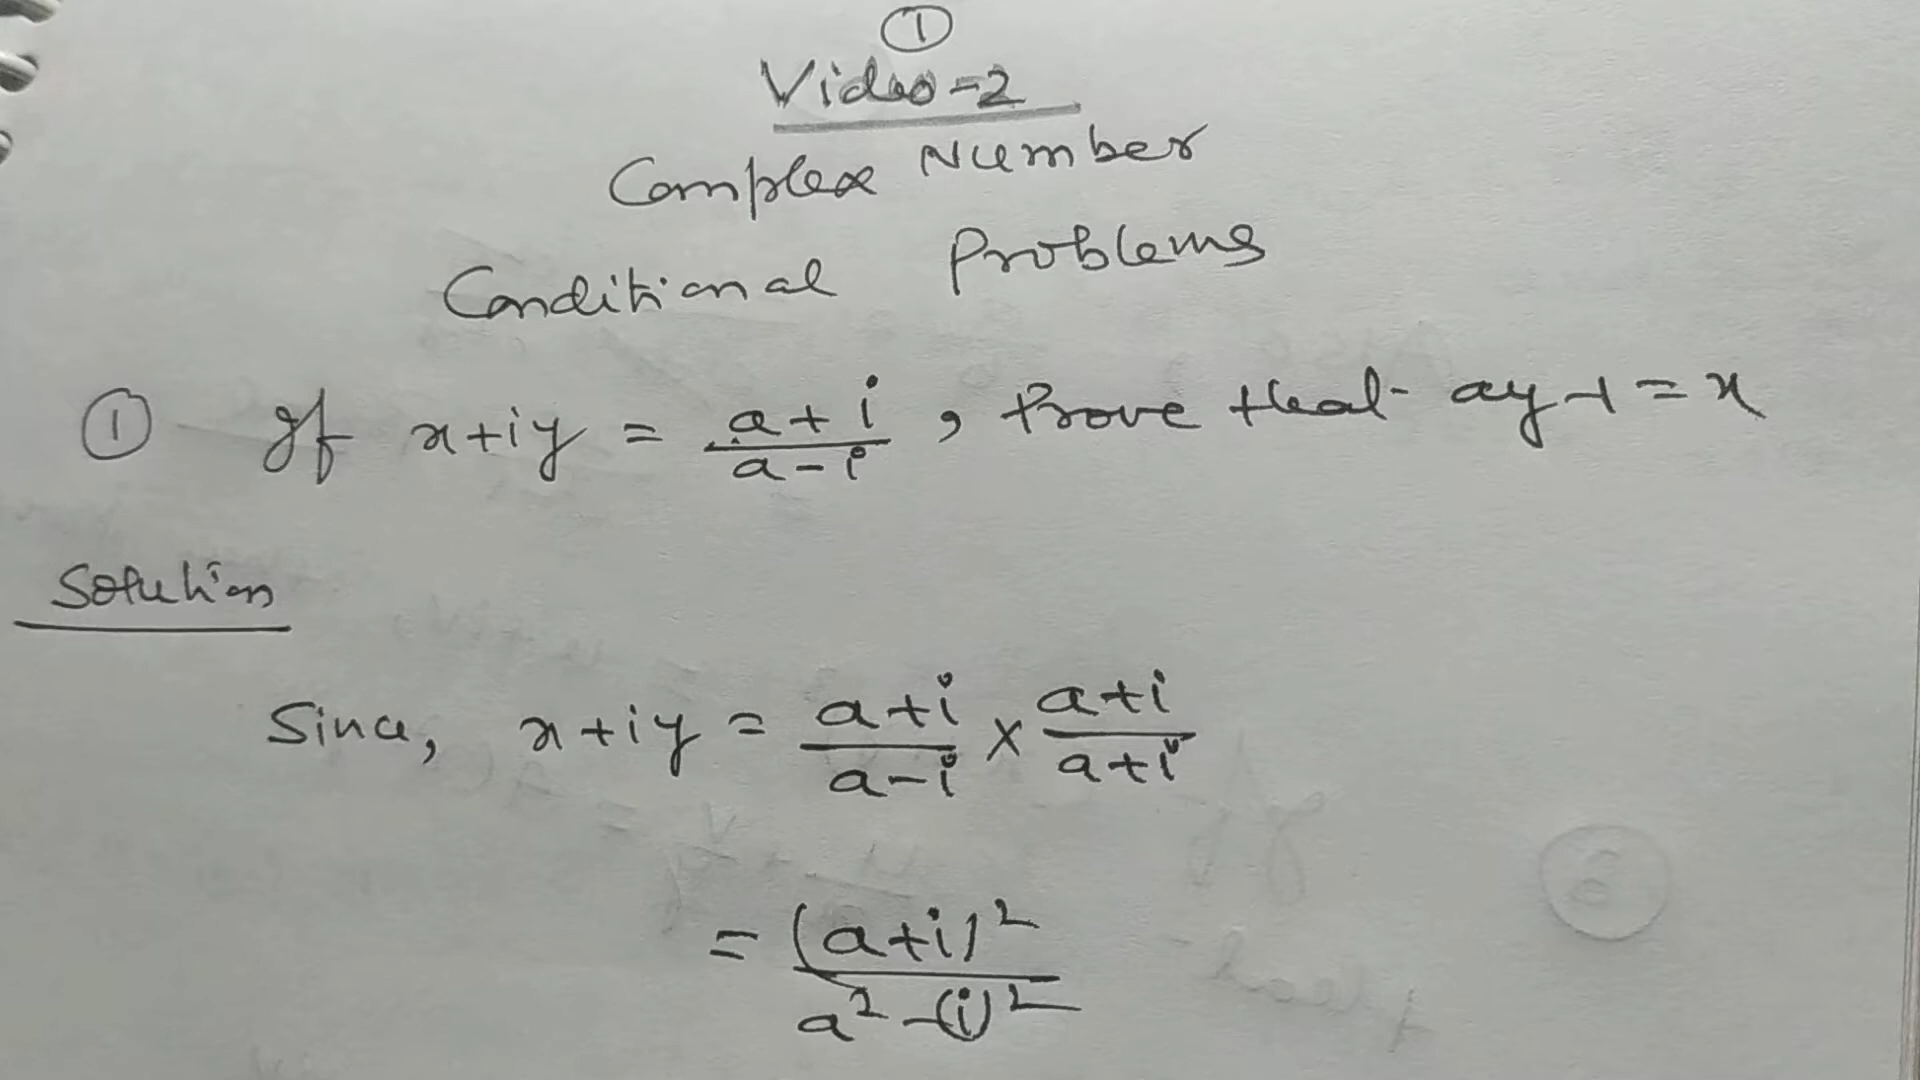 ①
Video-2
Complex Number
Conditional Problems
① If x+iy = a+i/a-i, Prove that ay-1=x
Solution
Since, x+iy = a+i/a-i × a+i/a+i
= (a+i)²/a²-(i)²